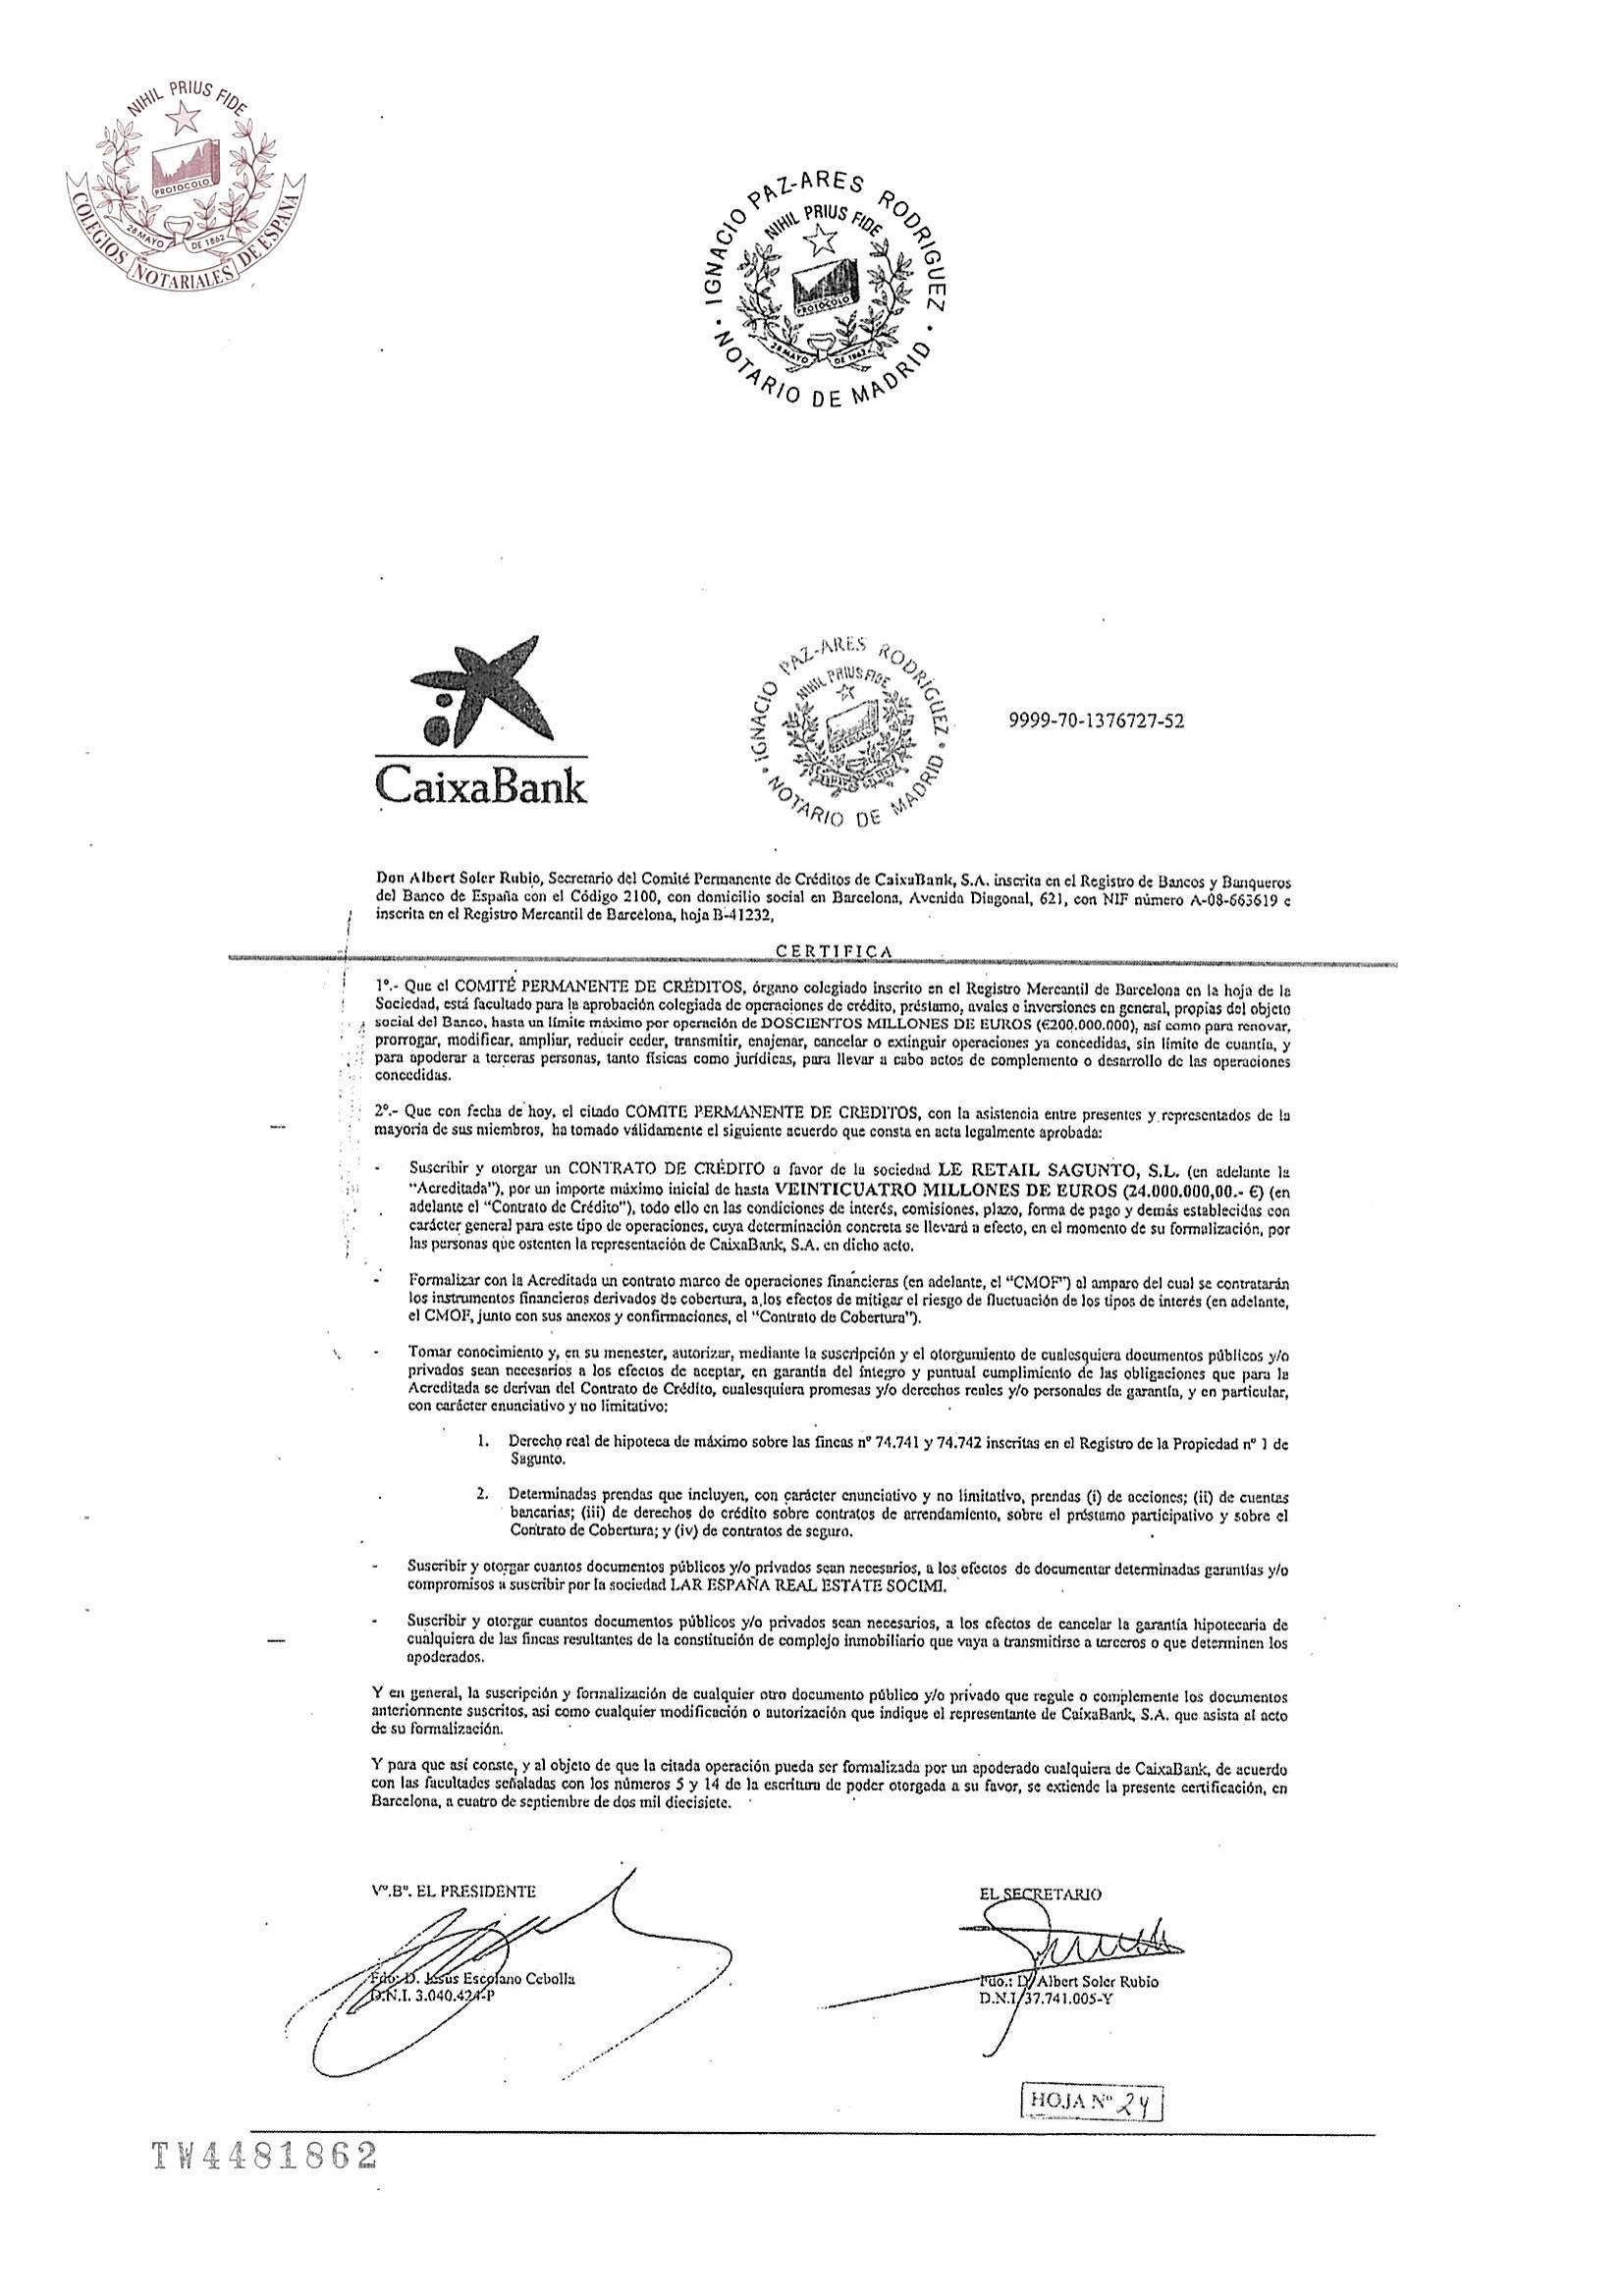 NIHIL PRIUS FIDE
PROTOCOLO
28 MAYO DE 1862
COLEGIOS NOTARIALES DE ESPAÑA
IGNACIO PAZ-ARES RODRIGUEZ
NIHIL PRIUS FIDE
PROTOCOLO
28 MAYO DE 1862
NOTARIO DE MADRID
CaixaBank
IGNACIO PAZ-ARES RODRIGUEZ
NIHIL PRIUS FIDE
NOTARIO DE MADRID
9999-70-1376727-52
Don Albert Soler Rubio, Secretario del Comité Permanente de Créditos de CaixaBank, S.A. inscrita en el Registro de Bancos y Banqueros
del Banco de España con el Código 2100, con domicilio social en Barcelona, Avenida Diagonal, 621, con NIF número A-08-663619 e
inscrita en el Registro Mercantil de Barcelona, hoja B-41232,
CERTIFICA
1º.- Que el COMITÉ PERMANENTE DE CRÉDITOS, órgano colegiado inscrito en el Registro Mercantil de Barcelona en la hoja de la
Sociedad, está facultado para la aprobación colegiada de operaciones de crédito, préstamo, avales e inversiones en general, propias del objeto
social del Banco, hasta un límite máximo por operación de DOSCIENTOS MILLONES DE EUROS (€200.000.000), así como para renovar,
prorrogar, modificar, ampliar, reducir ceder, transmitir, enajenar, cancelar o extinguir operaciones ya concedidas, sin límite de cuantía, y
para apoderar a terceras personas, tanto físicas como jurídicas, para llevar a cabo actos de complemento o desarrollo de las operaciones
concedidas.
2º.- Que con fecha de hoy, el citado COMITE PERMANENTE DE CREDITOS, con la asistencia entre presentes y representados de la
mayoria de sus miembros, ha tomado válidamente el siguiente acuerdo que consta en acta legalmente aprobada:
- Suscribir y otorgar un CONTRATO DE CRÉDITO a favor de la sociedad LE RETAIL SAGUNTO, S.L. (en adelante la
"Acreditada"), por un importe máximo inicial de hasta VEINTICUATRO MILLONES DE EUROS (24.000.000,00.- €) (en
adelante el "Contrato de Crédito"), todo ello en las condiciones de interés, comisiones, plazo, forma de pago y demás establecidas con
carácter general para este tipo de operaciones, cuya determinación concreta se llevará a efecto, en el momento de su formalización, por
las personas que ostenten la representación de CaixaBank, S.A. en dicho acto.
- Formalizar con la Acreditada un contrato marco de operaciones financieras (en adelante, el "CMOF") al amparo del cual se contratarán
los instrumentos financieros derivados de cobertura, a los efectos de mitigar el riesgo de fluctuación de los tipos de interés (en adelante,
el CMOF, junto con sus anexos y confirmaciones, el "Contrato de Cobertura").
- Tomar conocimiento y, en su menester, autorizar, mediante la suscripción y el otorgamiento de cualesquiera documentos públicos y/o
privados sean necesarios a los efectos de aceptar, en garantía del íntegro y puntual cumplimiento de las obligaciones que para la
Acreditada se derivan del Contrato de Crédito, cualesquiera promesas y/o derechos reales y/o personales de garantía, y en particular,
con carácter enunciativo y no limitativo:
1. Derecho real de hipoteca de máximo sobre las fincas nº 74.741 y 74.742 inscritas en el Registro de la Propiedad nº 1 de
Sagunto.
2. Determinadas prendas que incluyen, con carácter enunciativo y no limitativo, prendas (i) de acciones; (ii) de cuentas
bancarias; (iii) de derechos de crédito sobre contratos de arrendamiento, sobre el préstamo participativo y sobre el
Contrato de Cobertura; y (iv) de contratos de seguro.
- Suscribir y otorgar cuantos documentos públicos y/o privados sean necesarios, a los efectos de documentar determinadas garantías y/o
compromisos a suscribir por la sociedad LAR ESPAÑA REAL ESTATE SOCIMI.
- Suscribir y otorgar cuantos documentos públicos y/o privados sean necesarios, a los efectos de cancelar la garantía hipotecaria de
cualquiera de las fincas resultantes de la constitución de complejo inmobiliario que vaya a transmitirse a terceros o que determinen los
apoderados.
Y en general, la suscripción y formalización de cualquier otro documento público y/o privado que regule o complemente los documentos
anteriormente suscritos, asi como cualquier modificación o autorización que indique el representante de CaixaBank, S.A. que asista al acto
de su formalización.
Y para que así conste, y al objeto de que la citada operación pueda ser formalizada por un apoderado cualquiera de CaixaBank, de acuerdo
con las facultades señaladas con los números 5 y 14 de la escritura de poder otorgada a su favor, se extiende la presente certificación, en
Barcelona, a cuatro de septiembre de dos mil diecisiete.
Vº.Bº. EL PRESIDENTE
EL SECRETARIO
Fdo: D. Jesús Escolano Cebolla
D.N.I. 3.040.424-P
Fdo.: D. Albert Soler Rubio
D.N.I. 37.741.005-Y
HOJA Nº 24
TW4481862